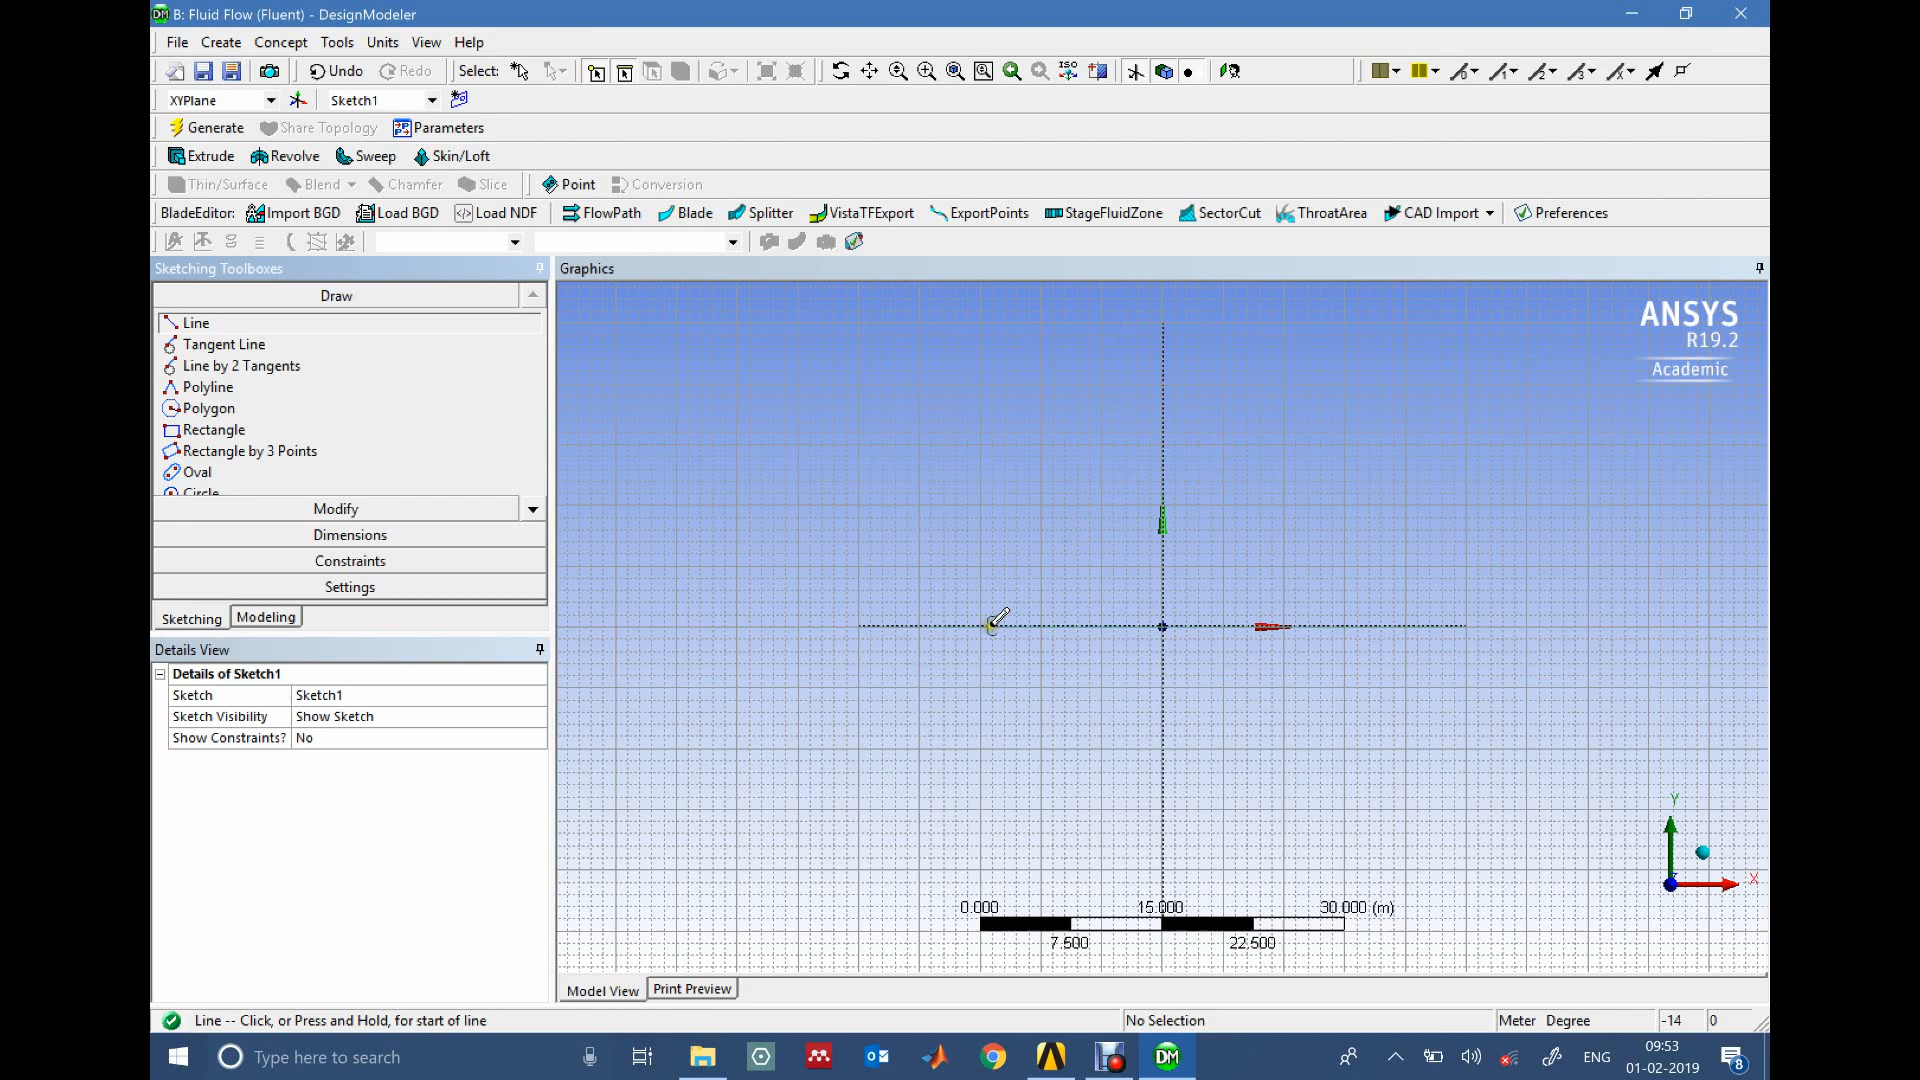 B: Fluid Flow (Fluent) - DesignModeler
File Create Concept Tools Units View Help
Undo Redo Select: ISO
XYPlane Sketch1
Generate Share Topology Parameters
Extrude Revolve Sweep Skin/Loft
Thin/Surface Blend Chamfer Slice Point Conversion
BladeEditor: Import BGD Load BGD Load NDF FlowPath Blade Splitter VistaTFExport ExportPoints StageFluidZone SectorCut ThroatArea CAD Import Preferences
Sketching Toolboxes
Graphics
Draw
Line
Tangent Line
Line by 2 Tangents
Polyline
Polygon
Rectangle
Rectangle by 3 Points
Oval
Circle
Modify
Dimensions
Constraints
Settings
Sketching Modeling
Details View
Details of Sketch1
Sketch Sketch1
Sketch Visibility Show Sketch
Show Constraints? No
ANSYS
R19.2
Academic
Y
X
0.000 15.000 30.000 (m)
7.500 22.500
Model View Print Preview
Line -- Click, or Press and Hold, for start of line No Selection Meter Degree -14 0
Type here to search
DM
ENG
09:53
01-02-2019
8